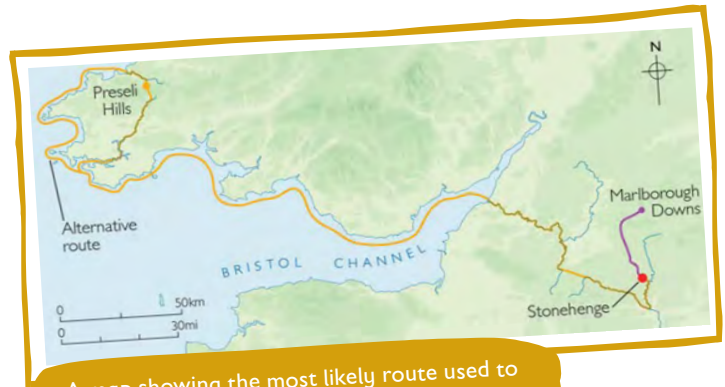 N
Preseli
Hills
Marlborough
Downs
Alternative
route
BRISTOL CHANNEL
Stonehenge
0 50km
0 30mi
A map showing the most likely route used to